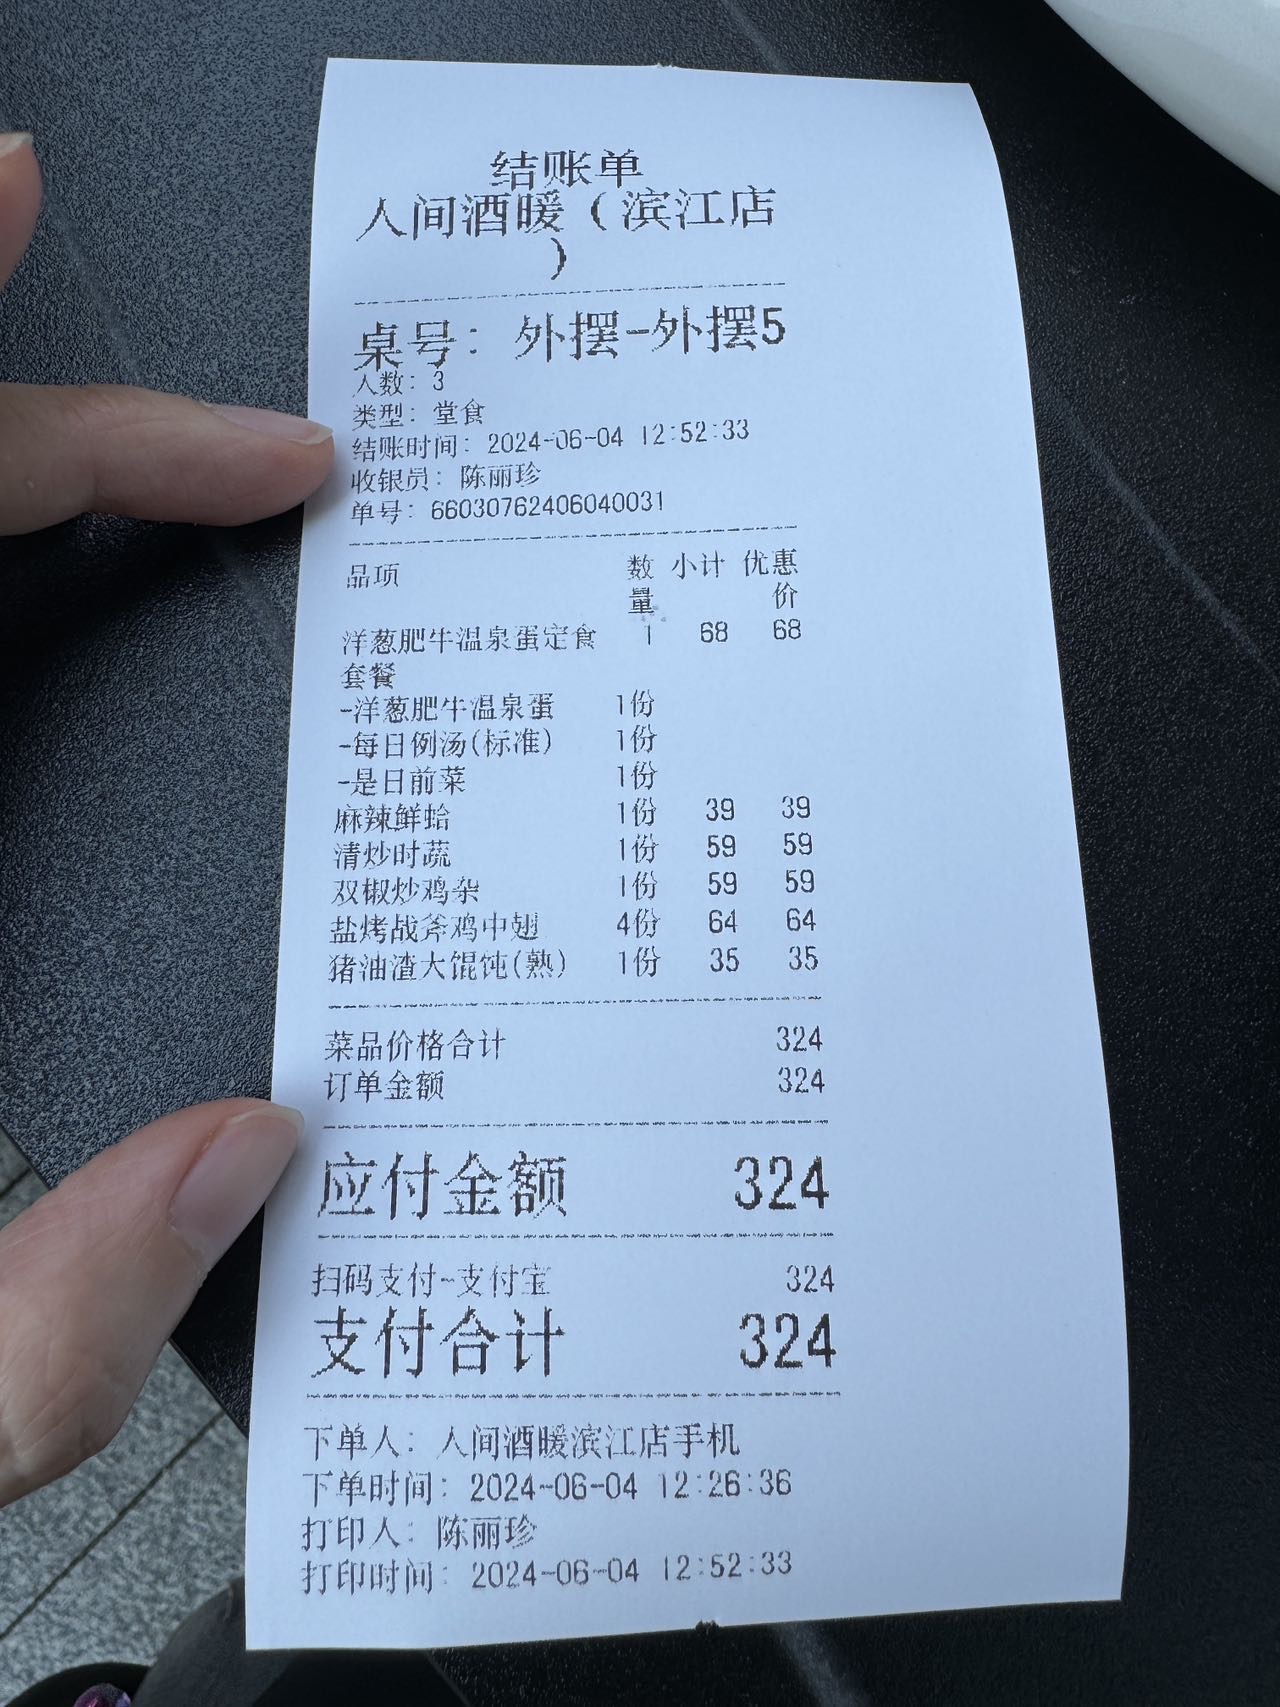 结账单
人间酒暖（滨江店
）
桌号：外摆-外摆5
人数：3
类型：堂食
结账时间：2024-06-04 12:52:33
收银员：陈丽珍
单号：66030762406040031
品项 数 小计 优惠
量 价
洋葱肥牛温泉蛋定食 1 68 68
套餐
-洋葱肥牛温泉蛋 1份
-每日例汤(标准) 1份
-是日前菜 1份
麻辣鲜蛤 1份 39 39
清炒时蔬 1份 59 59
双椒炒鸡杂 1份 59 59
盐烤战斧鸡中翅 4份 64 64
猪油渣大馄饨(熟) 1份 35 35
菜品价格合计 324
订单金额 324
应付金额 324
扫码支付-支付宝 324
支付合计 324
下单人：人间酒暖滨江店手机
下单时间：2024-06-04 12:26:36
打印人：陈丽珍
打印时间：2024-06-04 12:52:33